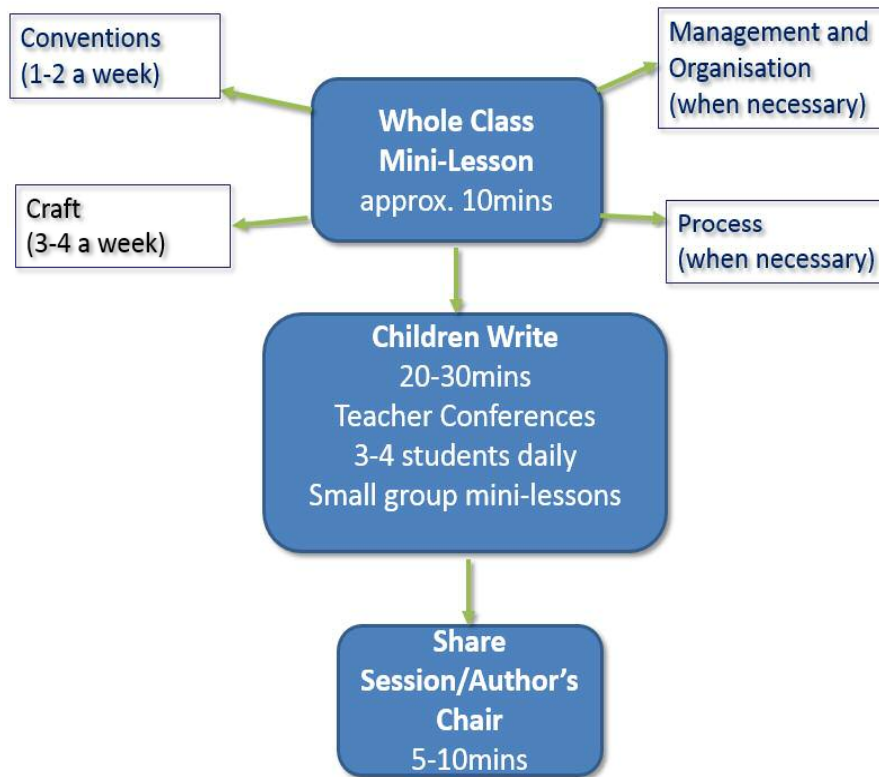 Conventions
(1-2 a week)
Management and
Organisation
(when necessary)
Whole Class
Mini-Lesson
approx. 10mins
Craft
(3-4 a week)
Process
(when necessary)
Children Write
20-30mins
Teacher Conferences
3-4 students daily
Small group mini-lessons
Share
Session/Author’s
Chair
5-10mins